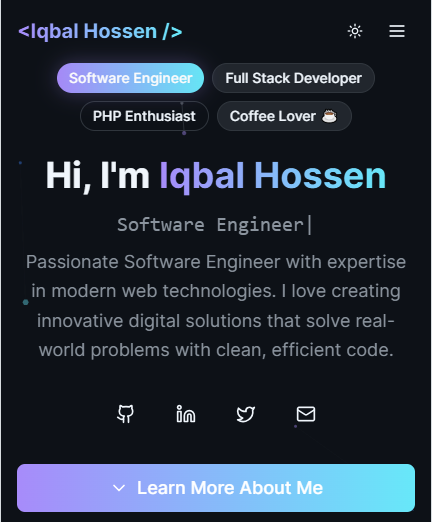 <Iqbal Hossen />
Software Engineer
Full Stack Developer
PHP Enthusiast
Coffee Lover ☕
Hi, I'm Iqbal Hossen
Software Engineer|
Passionate Software Engineer with expertise
in modern web technologies. I love creating
innovative digital solutions that solve real-
world problems with clean, efficient code.
Learn More About Me